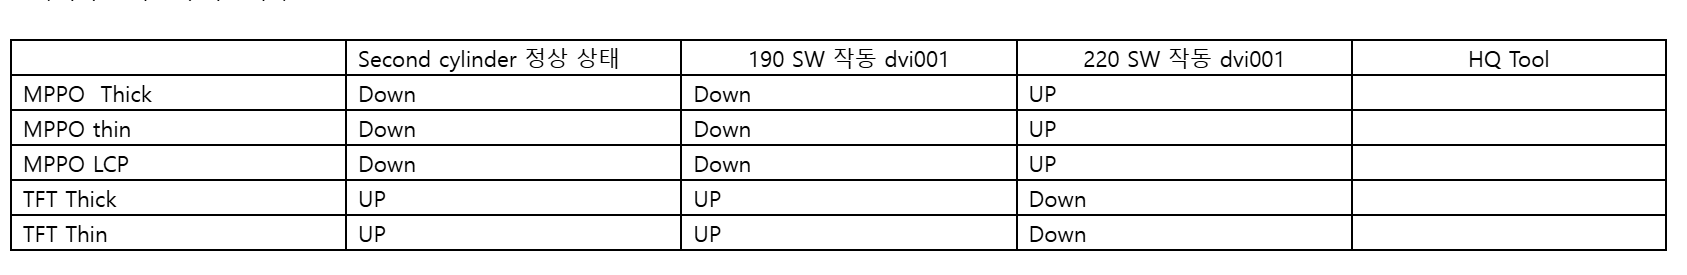 Second cylinder 정상 상태 190 SW 작동 dvi001 220 SW 작동 dvi001 HQ Tool
MPPO  Thick Down Down UP
MPPO thin Down Down UP
MPPO LCP Down Down UP
TFT Thick UP UP Down
TFT Thin UP UP Down